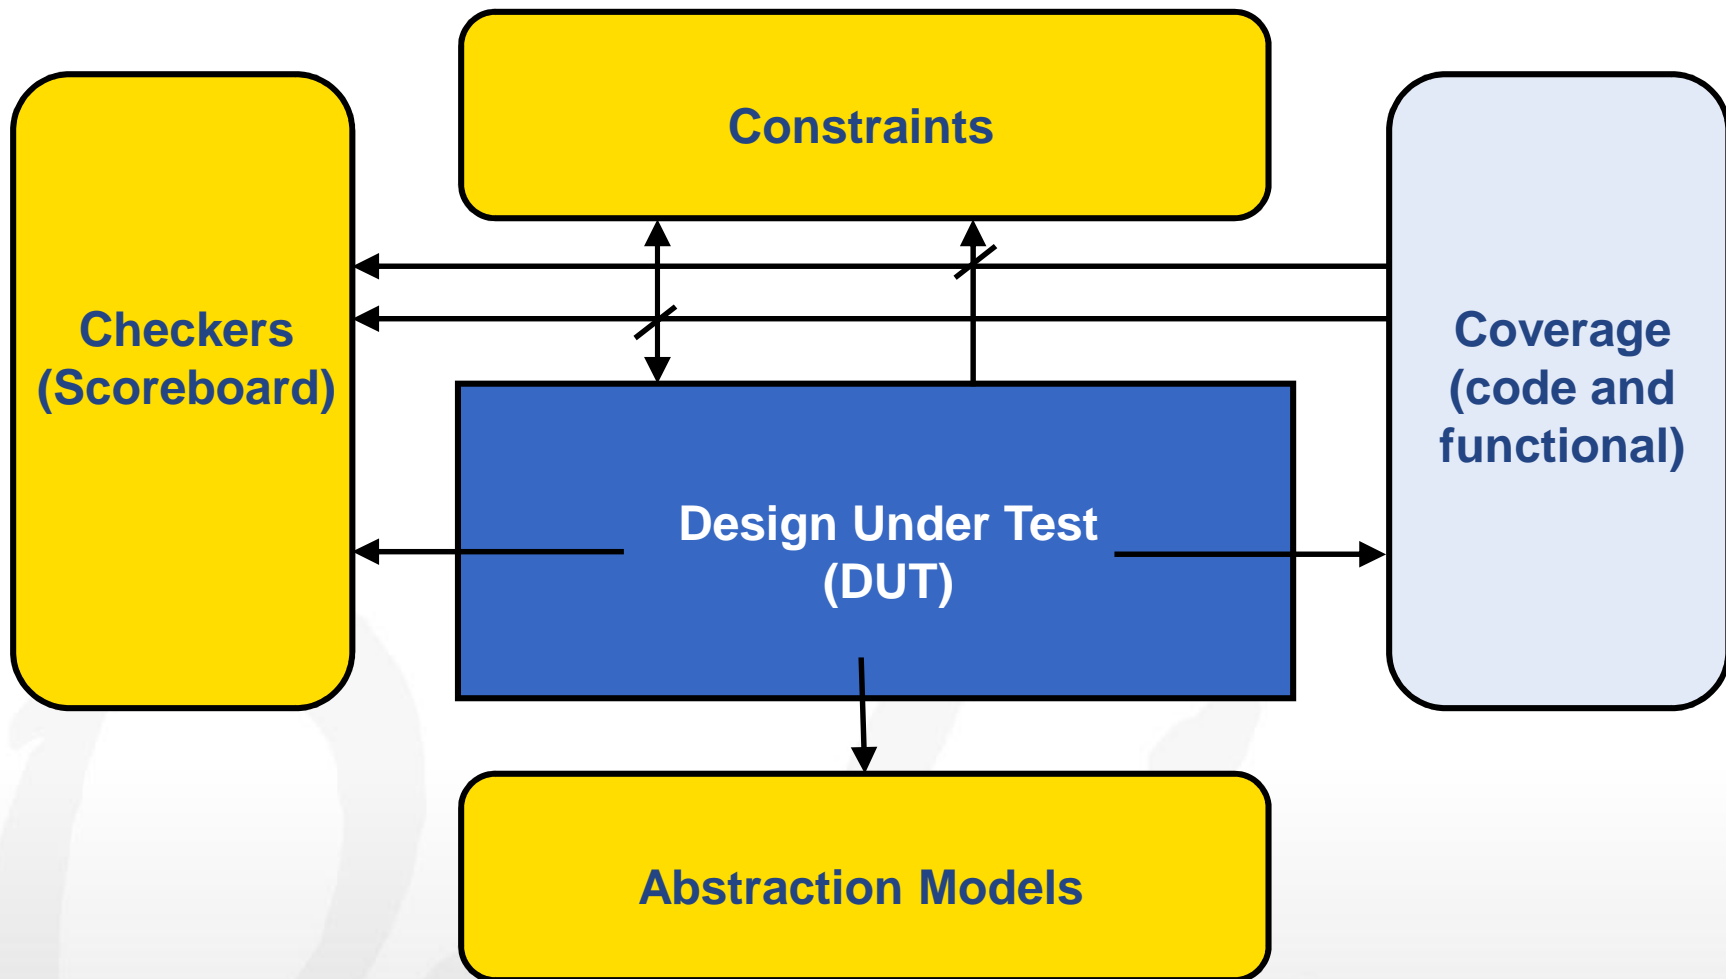 Constraints
Checkers
(Scoreboard)
Coverage
(code and
functional)
Design Under Test
(DUT)
Abstraction Models